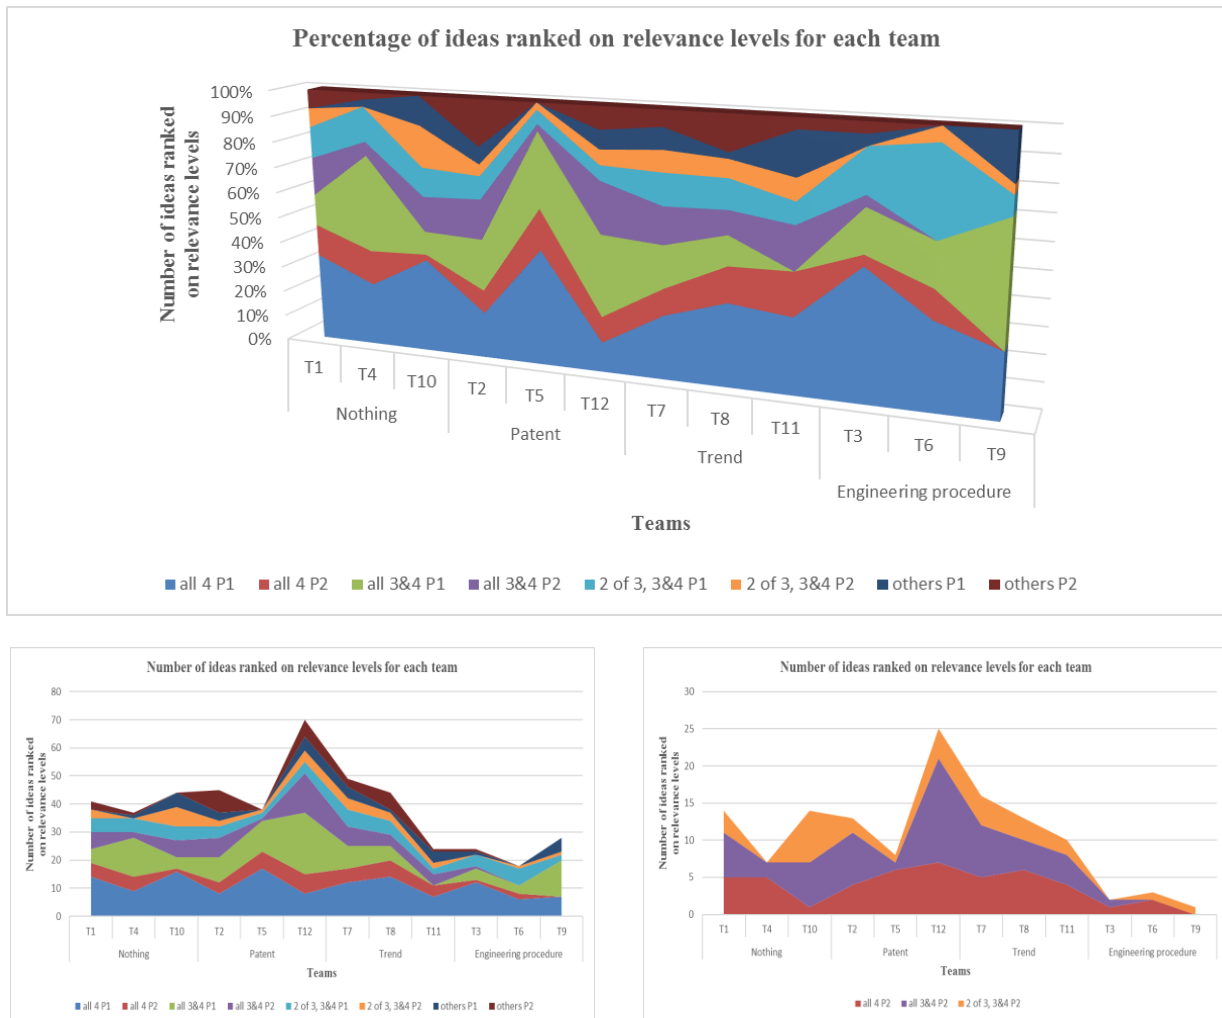 Percentage of ideas ranked on relevance levels for each team
Number of ideas ranked
on relevance levels
100%
90%
80%
70%
60%
50%
40%
30%
20%
10%
0%
T1 T4 T10 T2 T5 T12 T7 T8 T11 T3 T6 T9
Nothing Patent Trend Engineering procedure
Teams
all 4 P1 all 4 P2 all 3&4 P1 all 3&4 P2 2 of 3, 3&4 P1 2 of 3, 3&4 P2 others P1 others P2
Number of ideas ranked on relevance levels for each team
Number of ideas ranked
on relevance levels
80
70
60
50
40
30
20
10
0
T1 T4 T10 T2 T5 T12 T7 T8 T11 T3 T6 T9
Nothing Patent Trend Engineering procedure
Teams
all 4 P1 all 4 P2 all 3&4 P1 all 3&4 P2 2 of 3, 3&4 P1 2 of 3, 3&4 P2 others P1 others P2
Number of ideas ranked on relevance levels for each team
Number of ideas ranked
on relevance levels
30
25
20
15
10
5
0
T1 T4 T10 T2 T5 T12 T7 T8 T11 T3 T6 T9
Nothing Patent Trend Engineering procedure
Teams
all 4 P2 all 3&4 P2 2 of 3, 3&4 P2